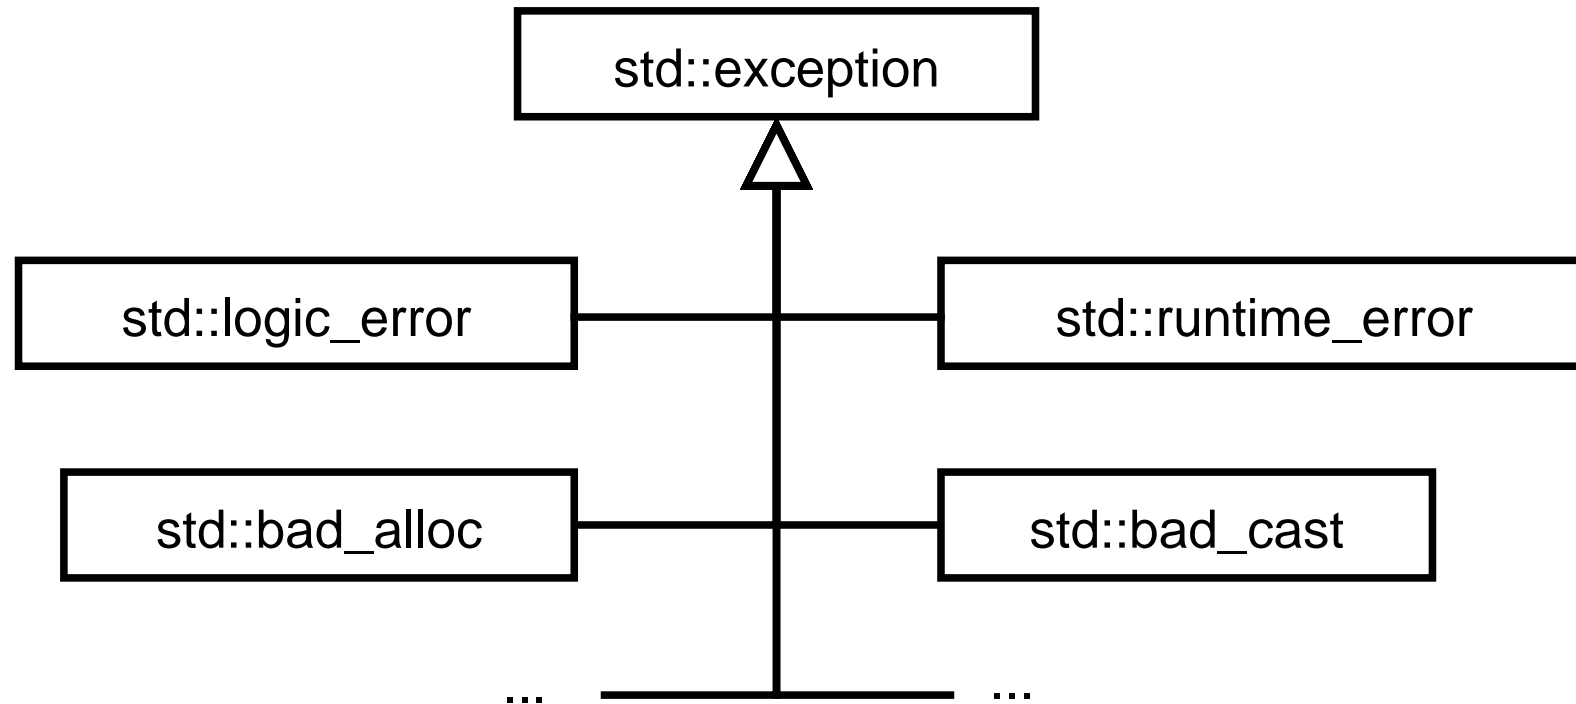 std::exception
std::logic_error
std::runtime_error
std::bad_alloc
std::bad_cast
...
...